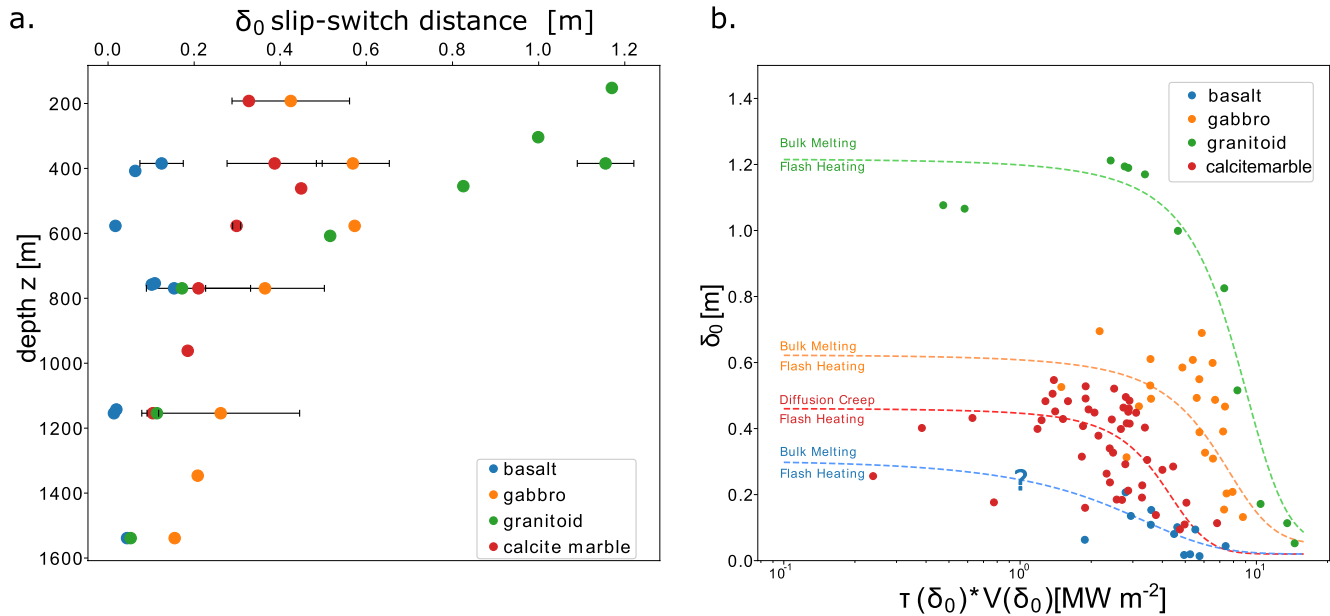 a.
δ₀ slip-switch distance [m]
0.0 0.2 0.4 0.6 0.8 1.0 1.2
depth z [m]
200
400
600
800
1000
1200
1400
1600
basalt
gabbro
granitoid
calcite marble
b.
δ₀ [m]
1.4
1.2
1.0
0.8
0.6
0.4
0.2
0.0
basalt
gabbro
granitoid
calcitemarble
Bulk Melting
Flash Heating
Bulk Melting
Flash Heating
Diffusion Creep
Flash Heating
Bulk Melting
Flash Heating
?
10⁻¹ 10⁰ 10¹
τ (δ₀)*V(δ₀)[MW m⁻²]